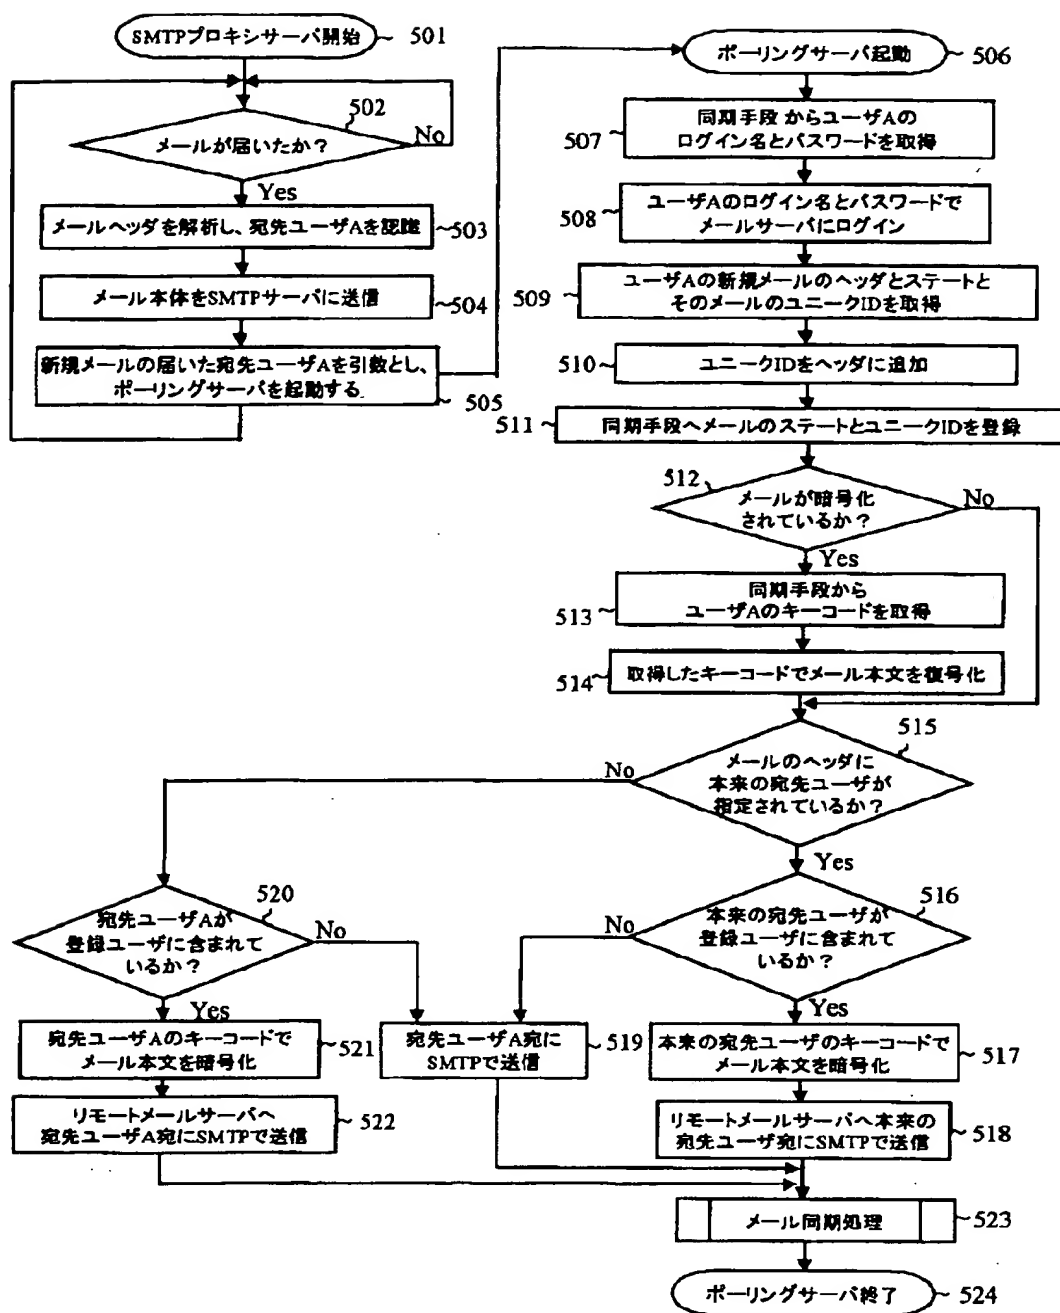 SMTPプロキシサーバ開始
501
502
メールが届いたか？
No
Yes
メールヘッダを解析し、宛先ユーザAを認識
503
メール本体をSMTPサーバに送信
504
新規メールの届いた宛先ユーザAを引数とし、
ポーリングサーバを起動する
505
ポーリングサーバ起動
506
同期手段からユーザAの
ログイン名とパスワードを取得
507
ユーザAのログイン名とパスワードで
メールサーバにログイン
508
ユーザAの新規メールのヘッダとステートと
そのメールのユニークIDを取得
509
ユニークIDをヘッダに追加
510
同期手段へメールのステートとユニークIDを登録
511
512
メールが暗号化
されているか？
No
Yes
同期手段から
ユーザAのキーコードを取得
513
取得したキーコードでメール本文を復号化
514
515
メールのヘッダに
本来の宛先ユーザが
指定されているか？
No
Yes
516
本来の宛先ユーザが
登録ユーザに含まれて
いるか？
No
Yes
本来の宛先ユーザのキーコードで
メール本文を暗号化
517
リモートメールサーバへ本来の
宛先ユーザ宛にSMTPで送信
518
宛先ユーザA宛に
SMTPで送信
519
520
宛先ユーザAが
登録ユーザに含まれて
いるか？
No
Yes
宛先ユーザAのキーコードで
メール本文を暗号化
521
リモートメールサーバへ
宛先ユーザA宛にSMTPで送信
522
メール同期処理
523
ポーリングサーバ終了
524